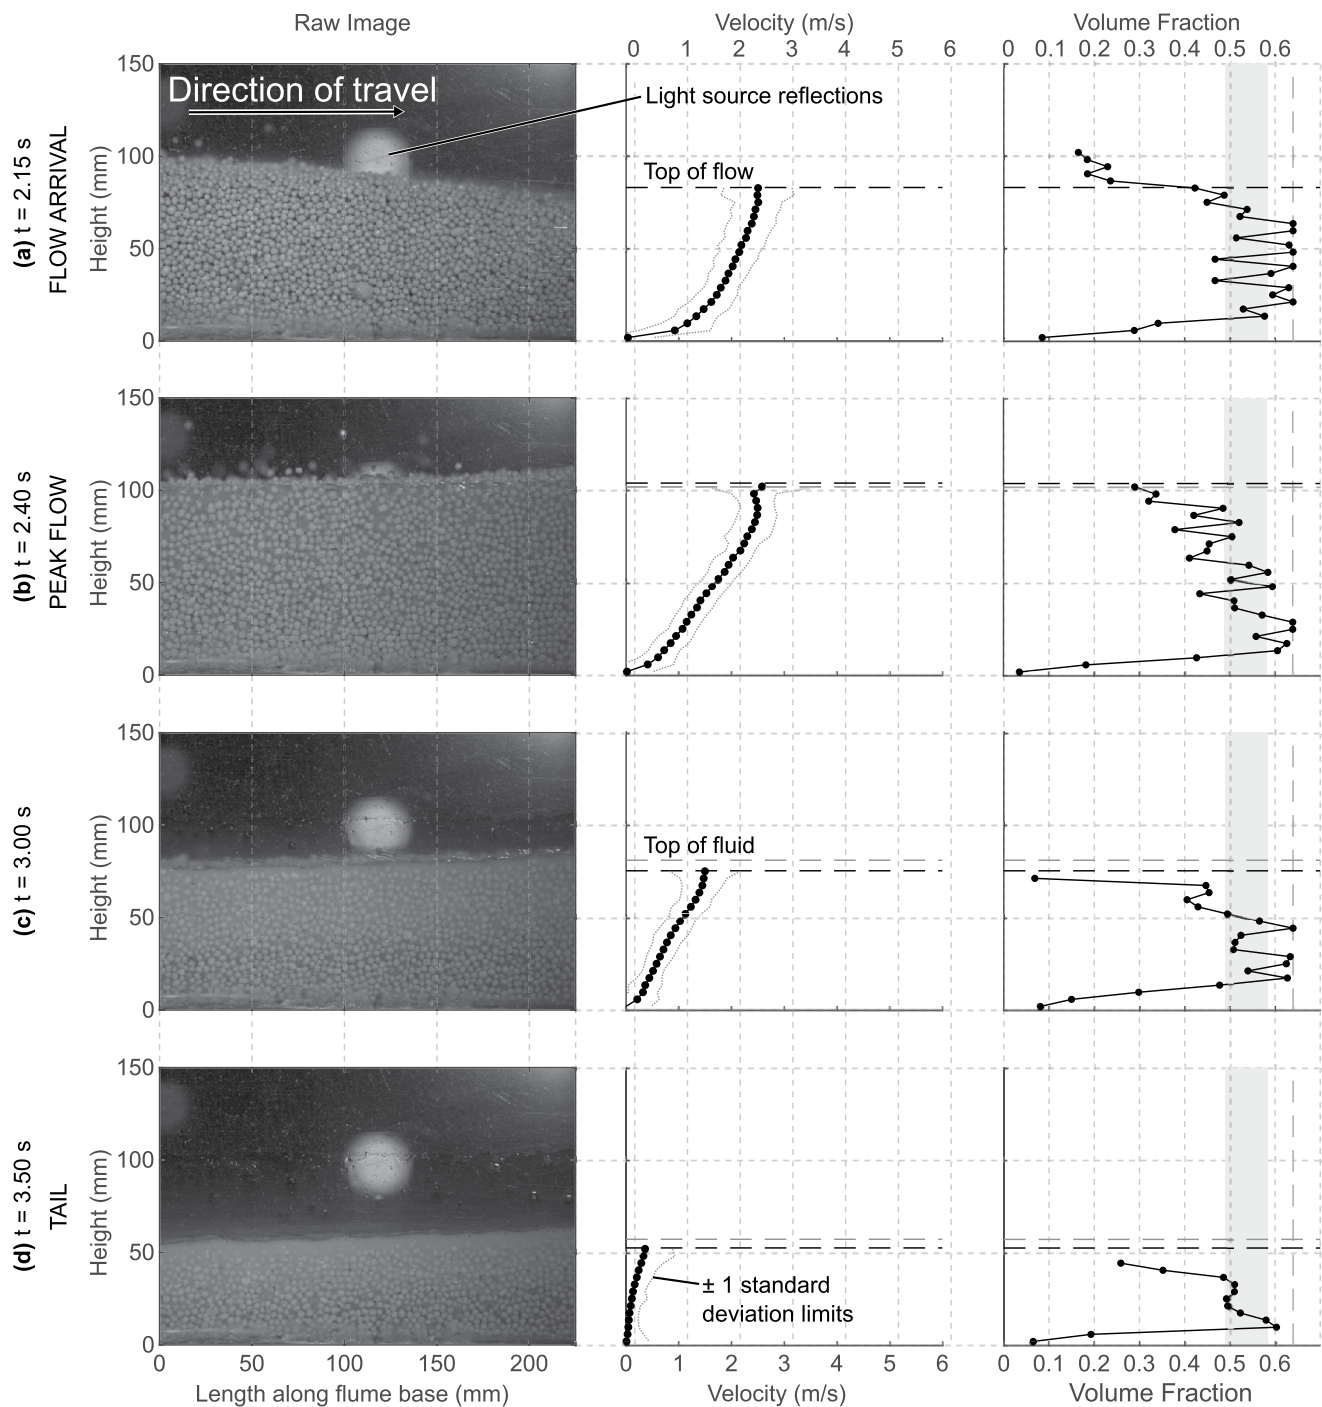 Raw Image
Velocity (m/s)
Volume Fraction
0 1 2 3 4 5 6
0 0.1 0.2 0.3 0.4 0.5 0.6
(a) t = 2.15 s
FLOW ARRIVAL
Height (mm)
150
100
50
0
Direction of travel
Light source reflections
Top of flow
(b) t = 2.40 s
PEAK FLOW
Height (mm)
150
100
50
0
(c) t = 3.00 s
Height (mm)
150
100
50
0
Top of fluid
(d) t = 3.50 s
TAIL
Height (mm)
150
100
50
0
± 1 standard
deviation limits
0 50 100 150 200
0 1 2 3 4 5 6
0 0.1 0.2 0.3 0.4 0.5 0.6
Length along flume base (mm)
Velocity (m/s)
Volume Fraction